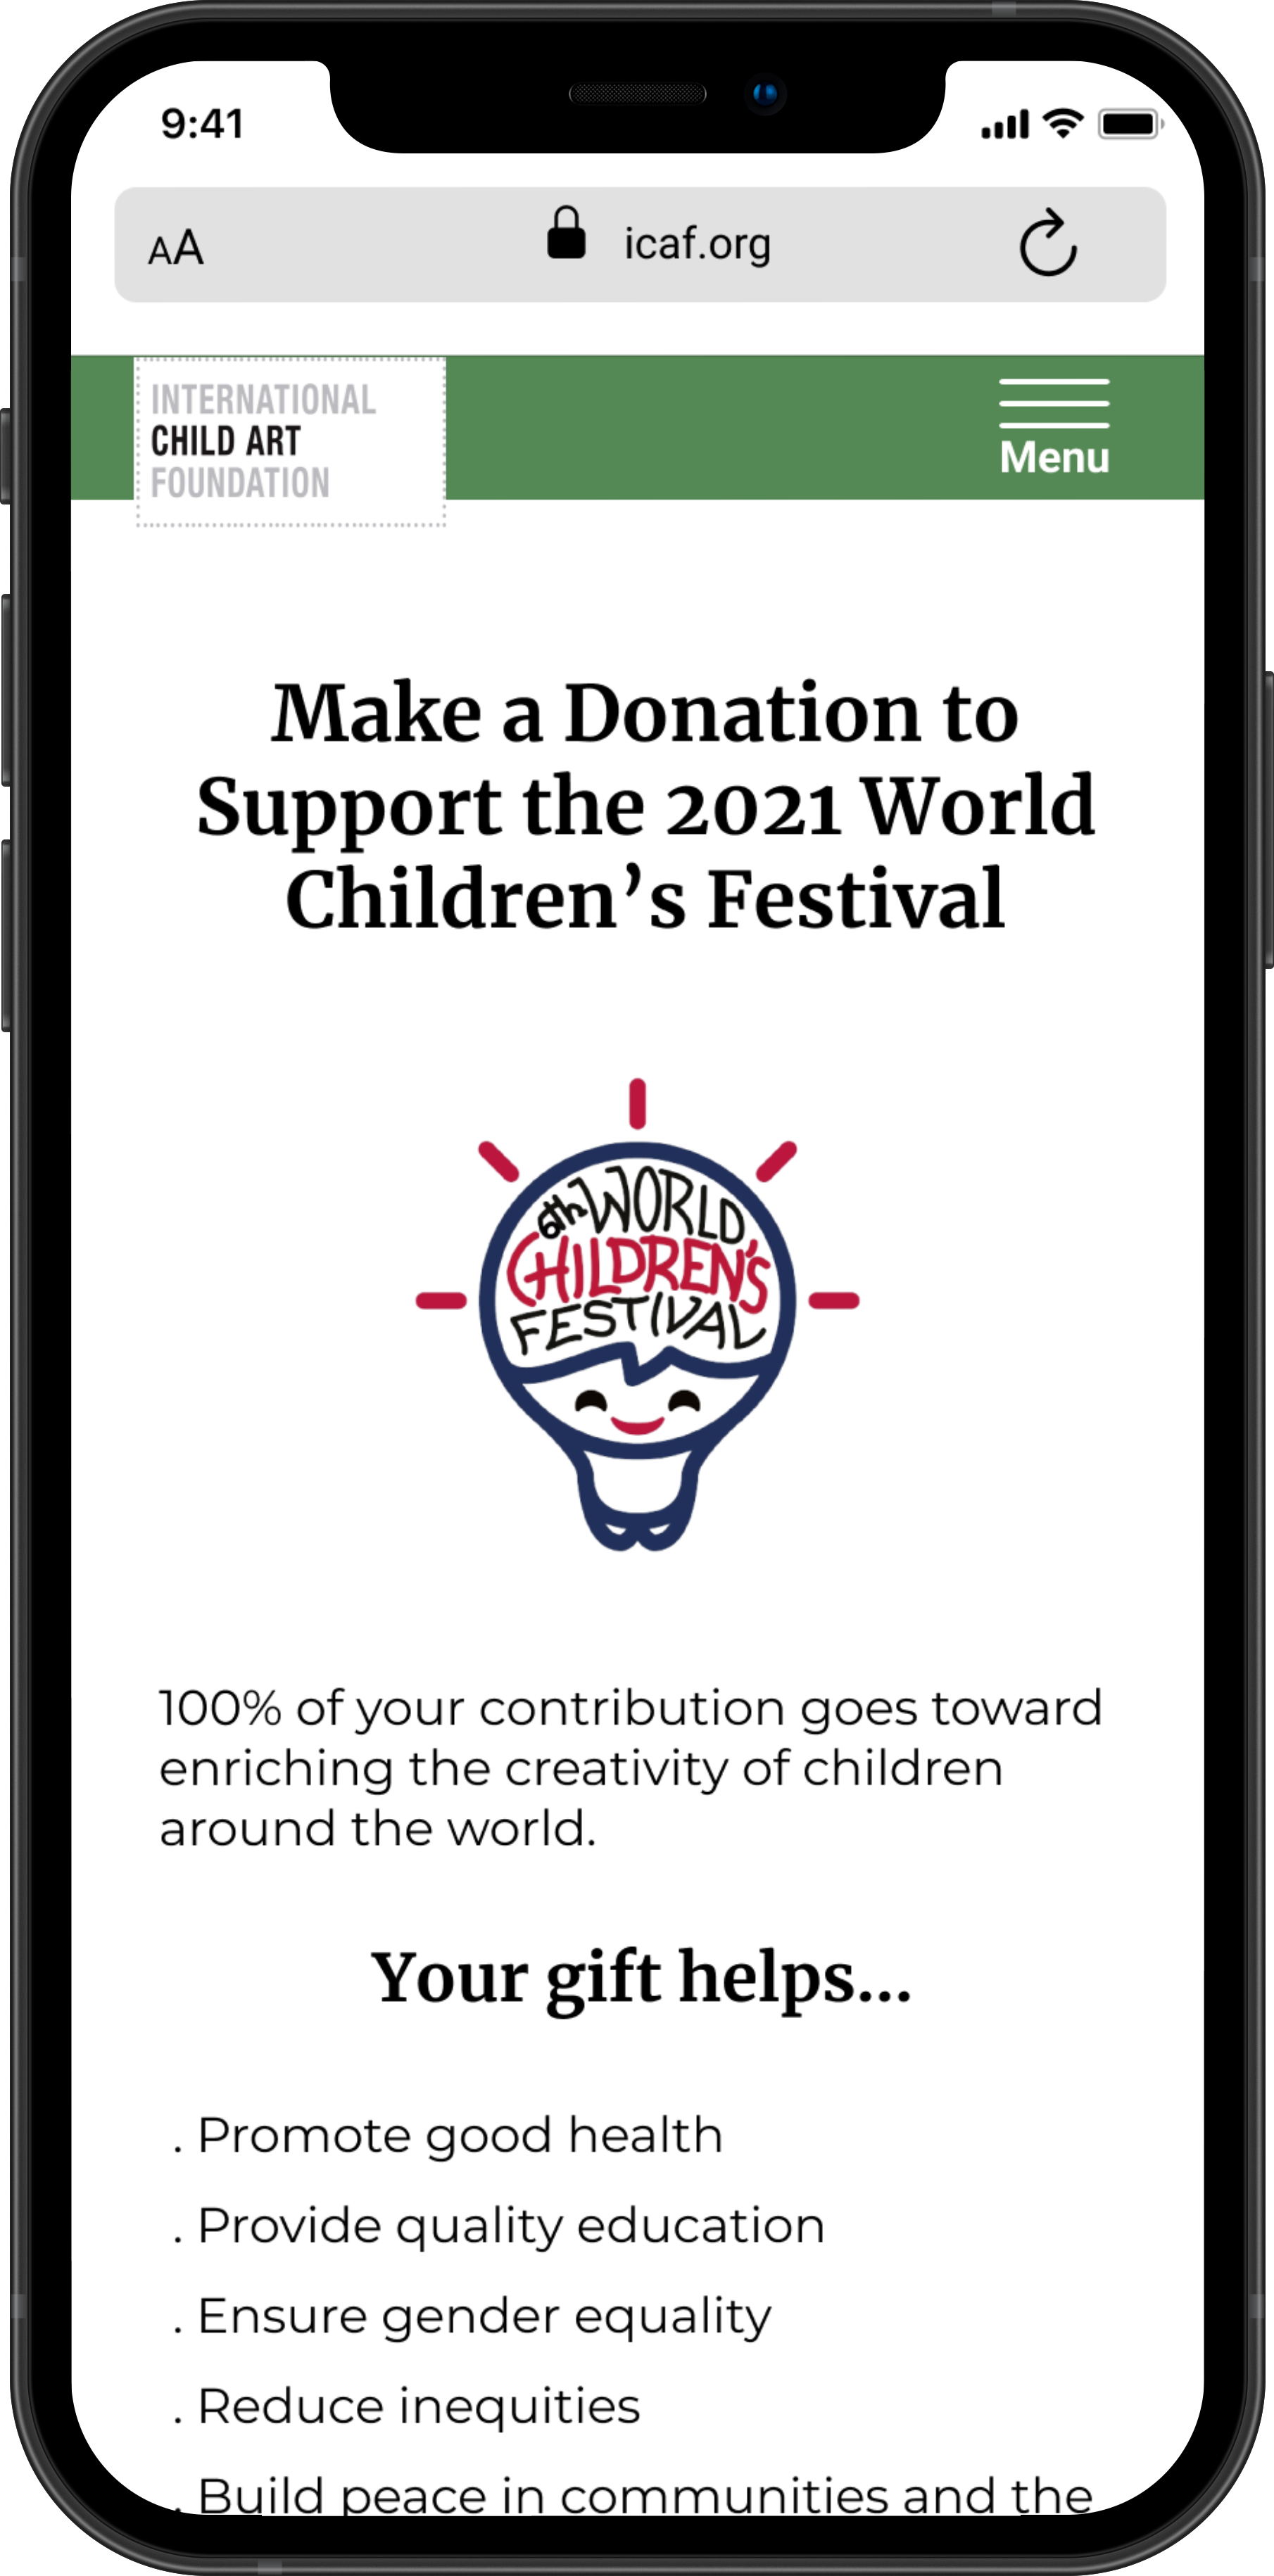 9:41
AA icaf.org
INTERNATIONAL
CHILD ART
FOUNDATION
Menu
Make a Donation to
Support the 2021 World
Children’s Festival
6th WORLD
CHILDREN'S
FESTIVAL
100% of your contribution goes toward
enriching the creativity of children
around the world.
Your gift helps...
. Promote good health
. Provide quality education
. Ensure gender equality
. Reduce inequities
. Build peace in communities and the